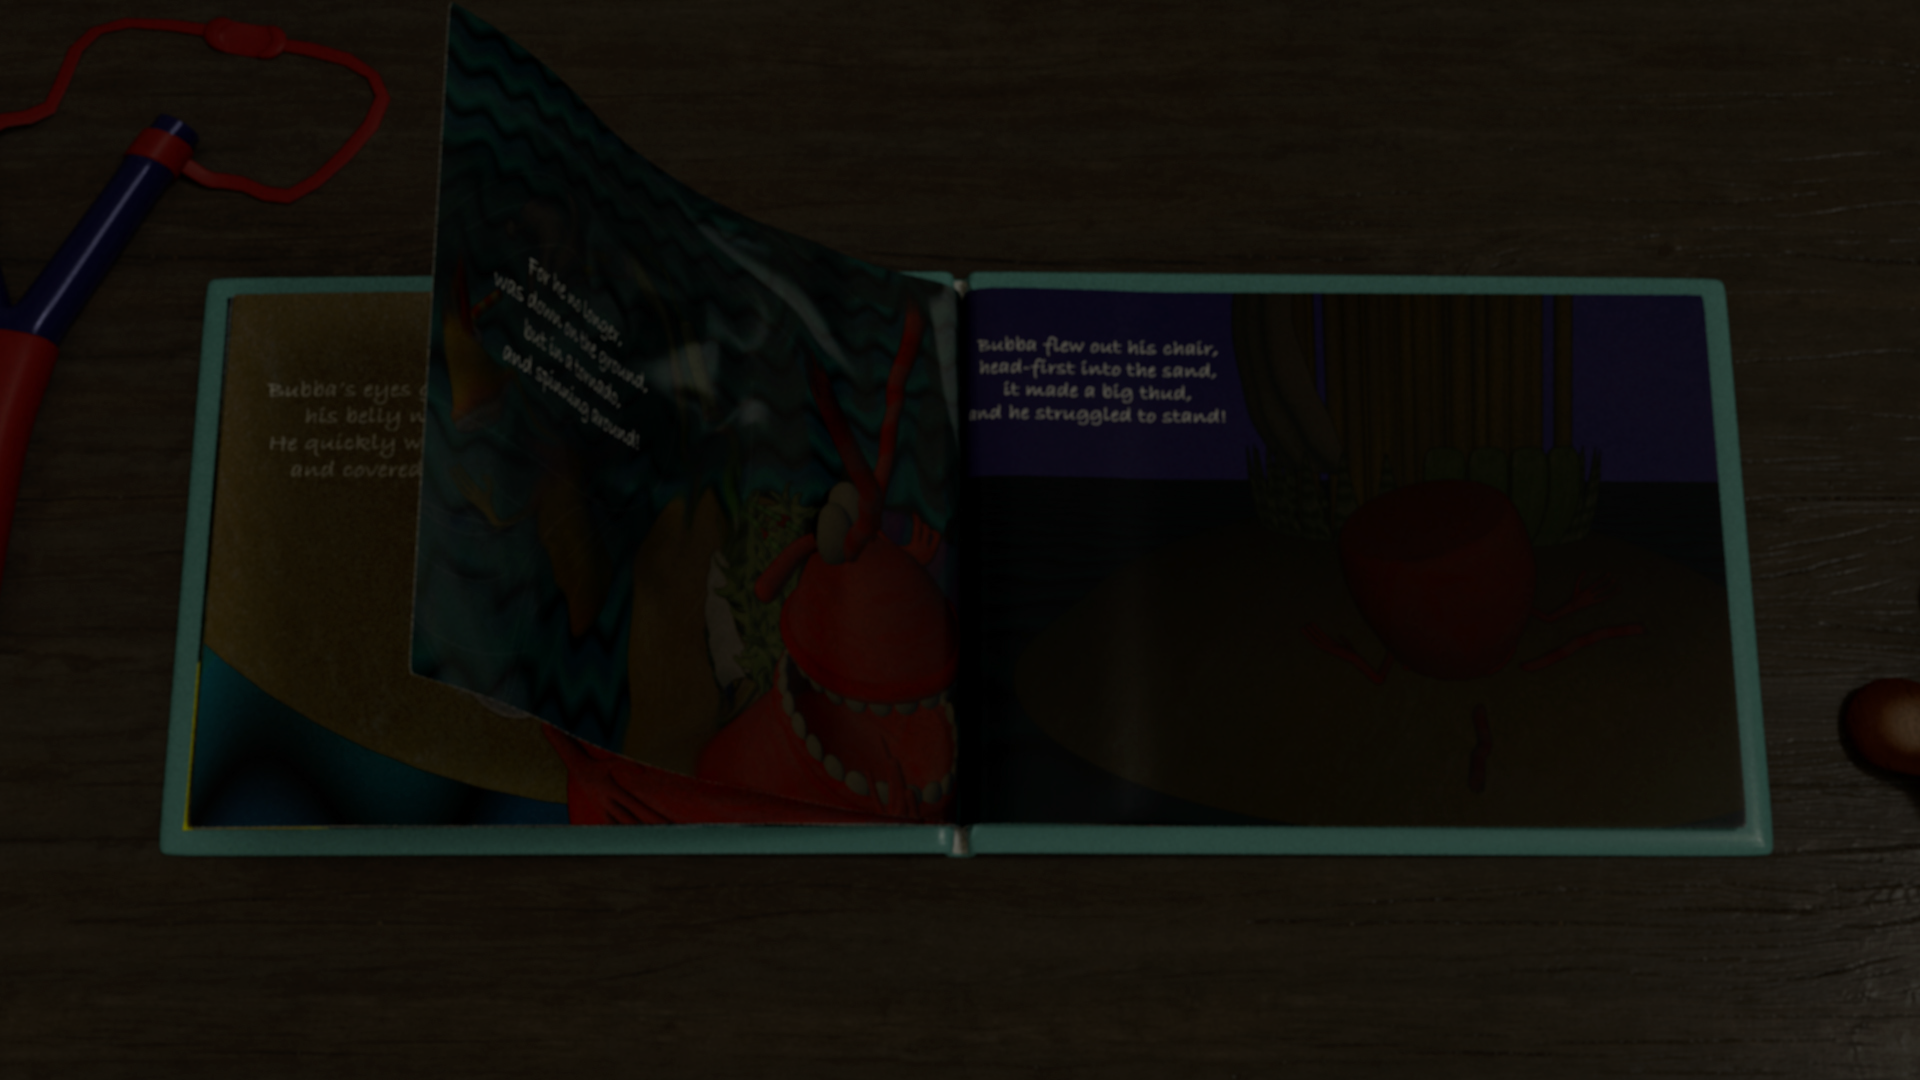 Bubba's eyes
his belly
He quickly
and covered
For he no longer,
was down on the ground,
but in a tornado,
and spinning around!
Bubba flew out his chair,
head-first into the sand,
it made a big thud,
and he struggled to stand!